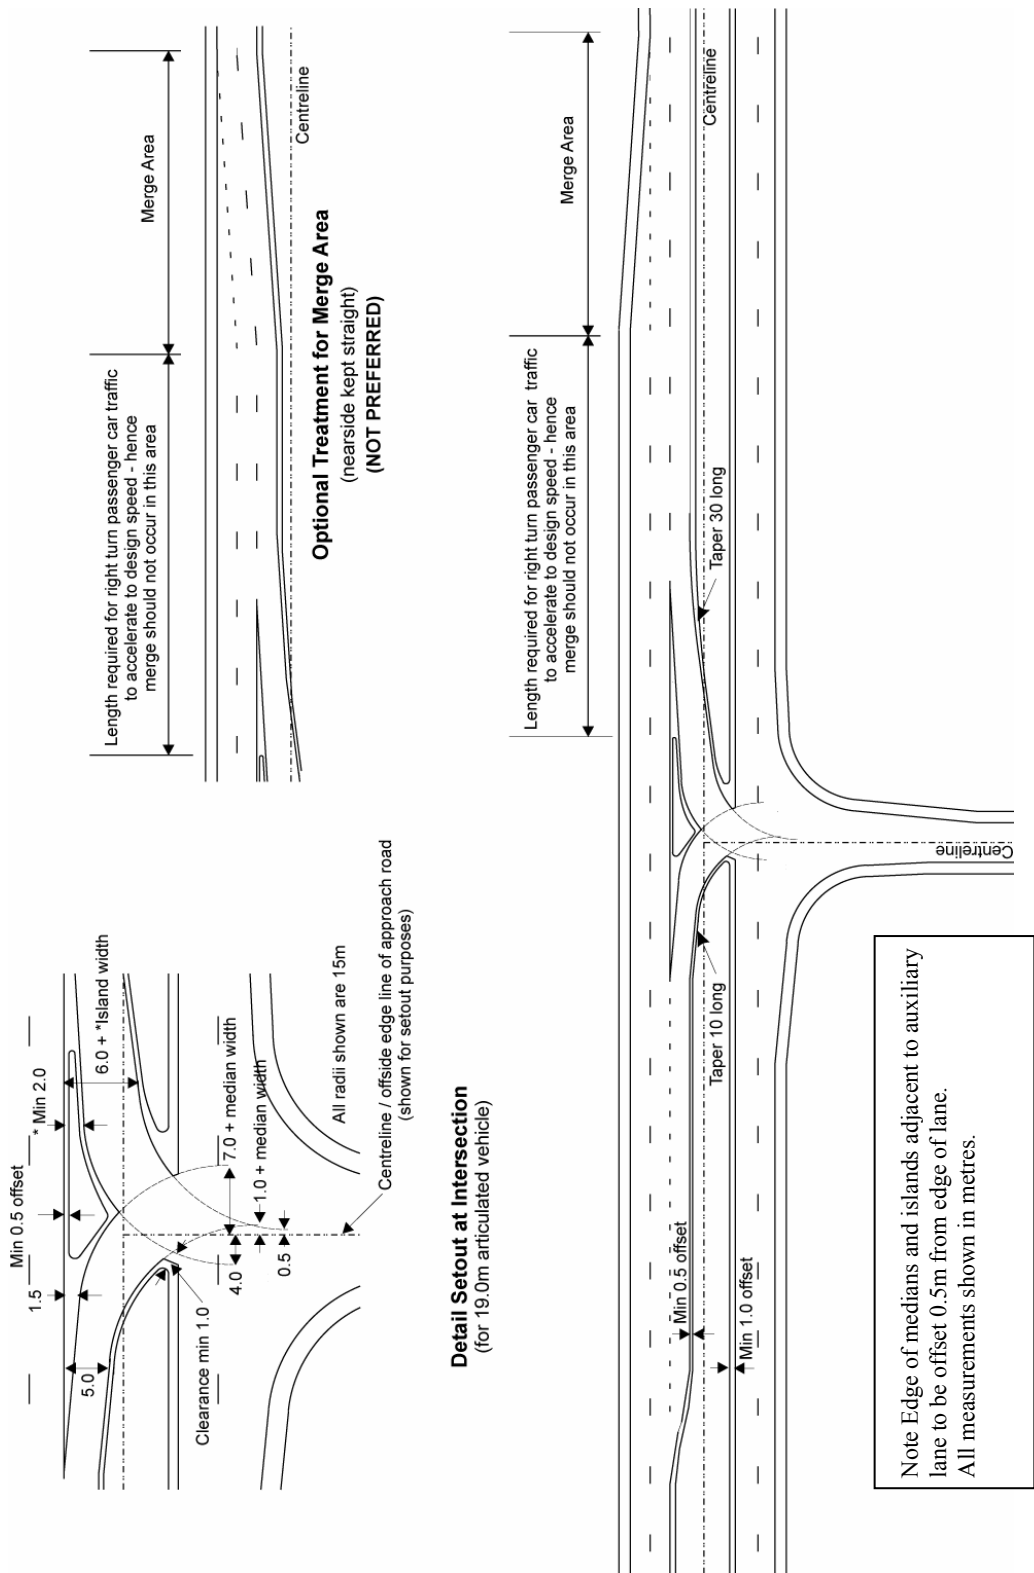 Min 0.5 offset
1.5
* Min 2.0
6.0 + *Island width
5.0
Clearance min 1.0
7.0 + median width
1.0 + median width
4.0
0.5
All radii shown are 15m
Centreline / offside edge line of approach road
(shown for setout purposes)
Detail Setout at Intersection
(for 19.0m articulated vehicle)
Length required for right turn passenger car traffic
to accelerate to design speed - hence
merge should not occur in this area
Merge Area
Centreline
Optional Treatment for Merge Area
(nearside kept straight)
(NOT PREFERRED)
Length required for right turn passenger car traffic
to accelerate to design speed - hence
merge should not occur in this area
Merge Area
Centreline
Min 0.5 offset
Min 1.0 offset
Taper 10 long
Taper 30 long
Centreline
Note Edge of medians and islands adjacent to auxiliary
lane to be offset 0.5m from edge of lane.
All measurements shown in metres.